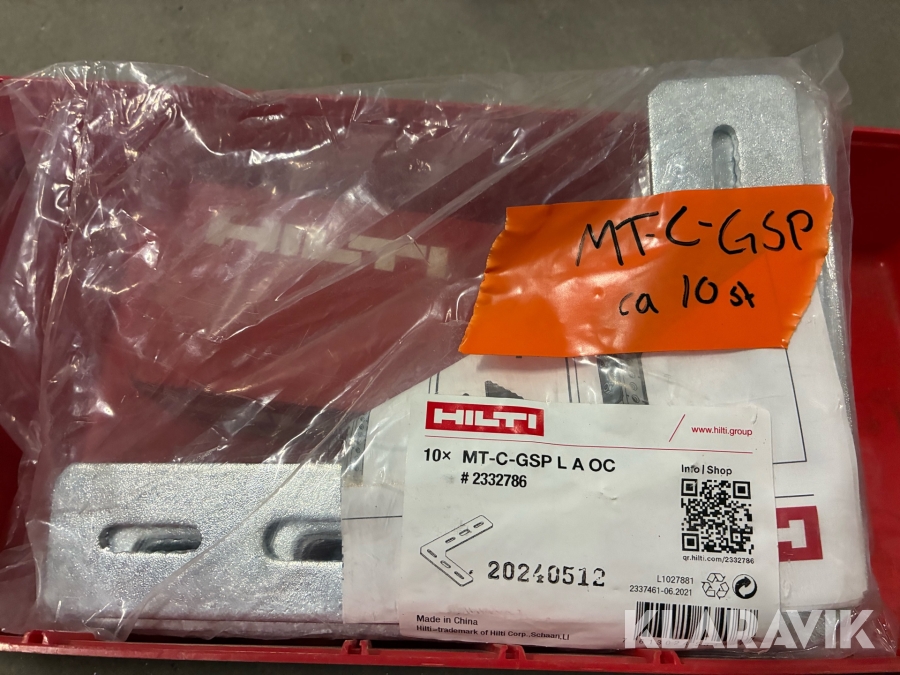 HILTI
MT-C-GSP
ca 10 st
HILTI
www.hilti.group
10x MT-C-GSP L A OC
# 2332786
Info | Shop
qr.hilti.com/2332786
20240512
L1027881
2337461-06.2021
Made in China
Hilti-trademark of Hilti Corp., Schaan, LI
KLARAVIK